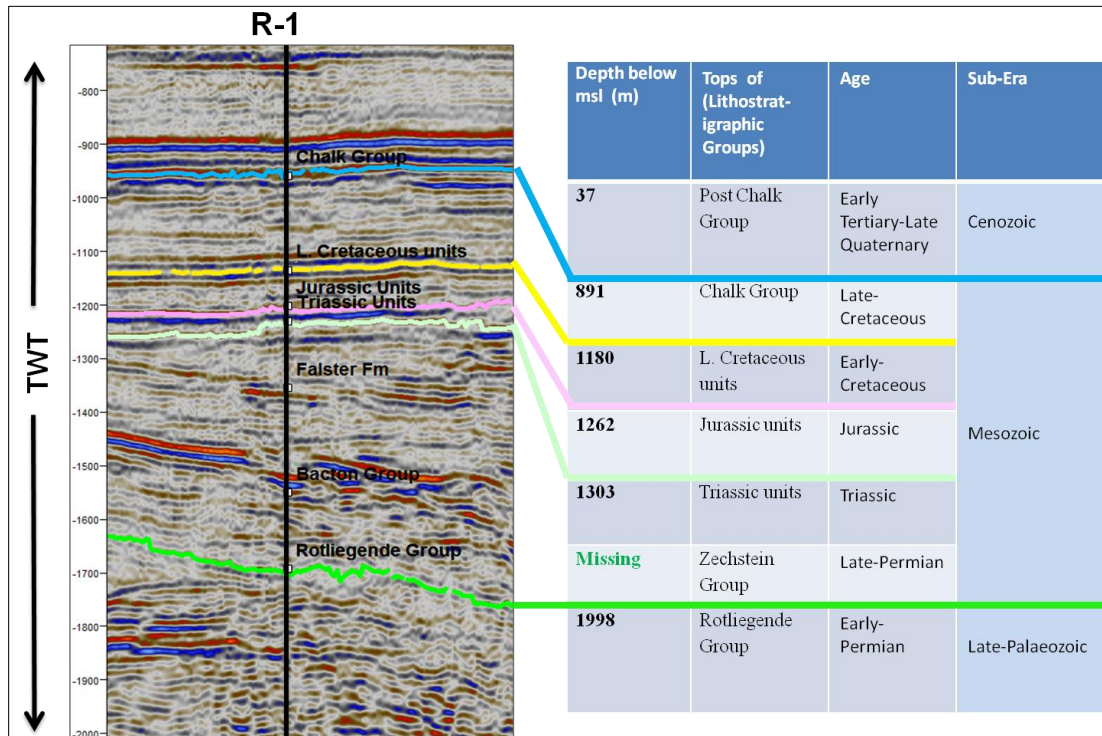 R-1
TWT
-800
-900
-1000
-1100
-1200
-1300
-1400
-1500
-1600
-1700
-1800
-1900
-2000
Chalk Group
L. Cretaceous units
Jurassic Units
Triassic Units
Falster Fm
Bacton Group
Rotliegende Group
Depth below
msl (m)
Tops of
(Lithostrat-
igraphic
Groups)
Age
Sub-Era
37
Post Chalk
Group
Early
Tertiary-Late
Quaternary
Cenozoic
891
Chalk Group
Late-
Cretaceous
1180
L. Cretaceous
units
Early-
Cretaceous
1262
Jurassic units
Jurassic
Mesozoic
1303
Triassic units
Triassic
Missing
Zechstein
Group
Late-Permian
1998
Rotliegende
Group
Early-
Permian
Late-Palaeozoic